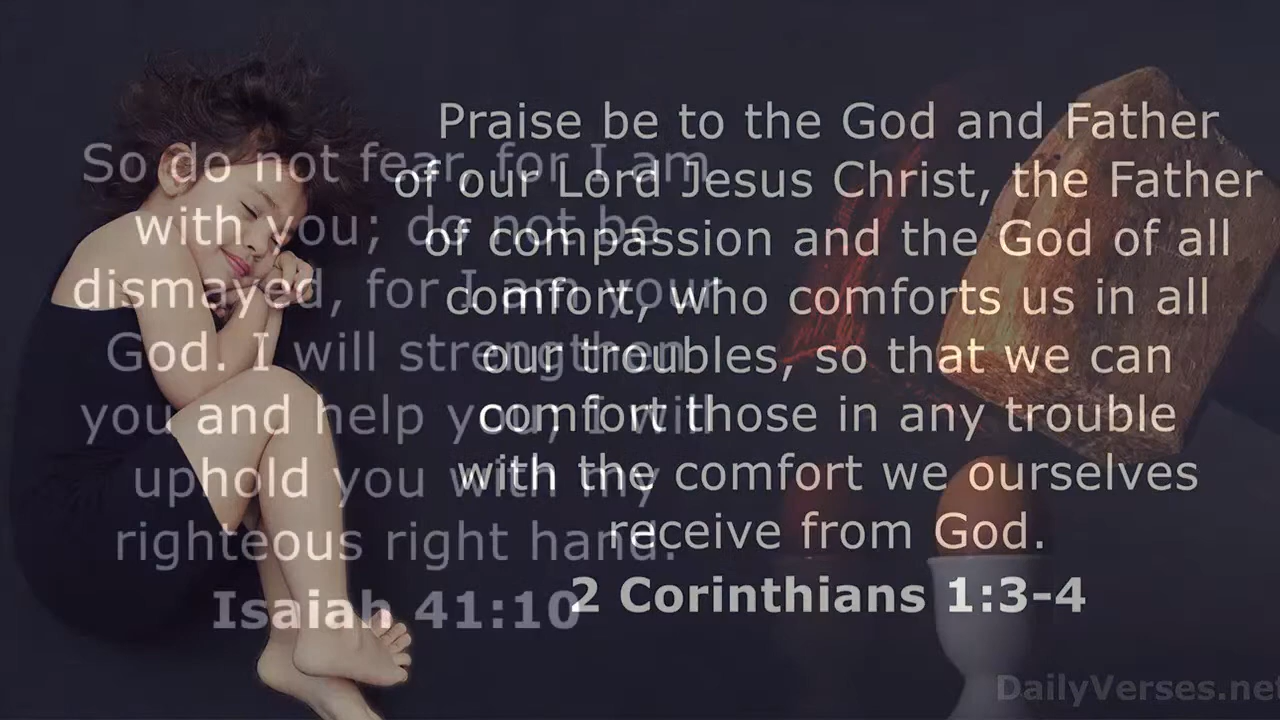 So do not fear, for I am
with you; do not be
dismayed, for I am your
God. I will strengthen
you and help you; I will
uphold you with my
righteous right hand.
Isaiah 41:10
Praise be to the God and Father
of our Lord Jesus Christ, the Father
of compassion and the God of all
comfort, who comforts us in all
our troubles, so that we can
comfort those in any trouble
with the comfort we ourselves
receive from God.
2 Corinthians 1:3-4
DailyVerses.net